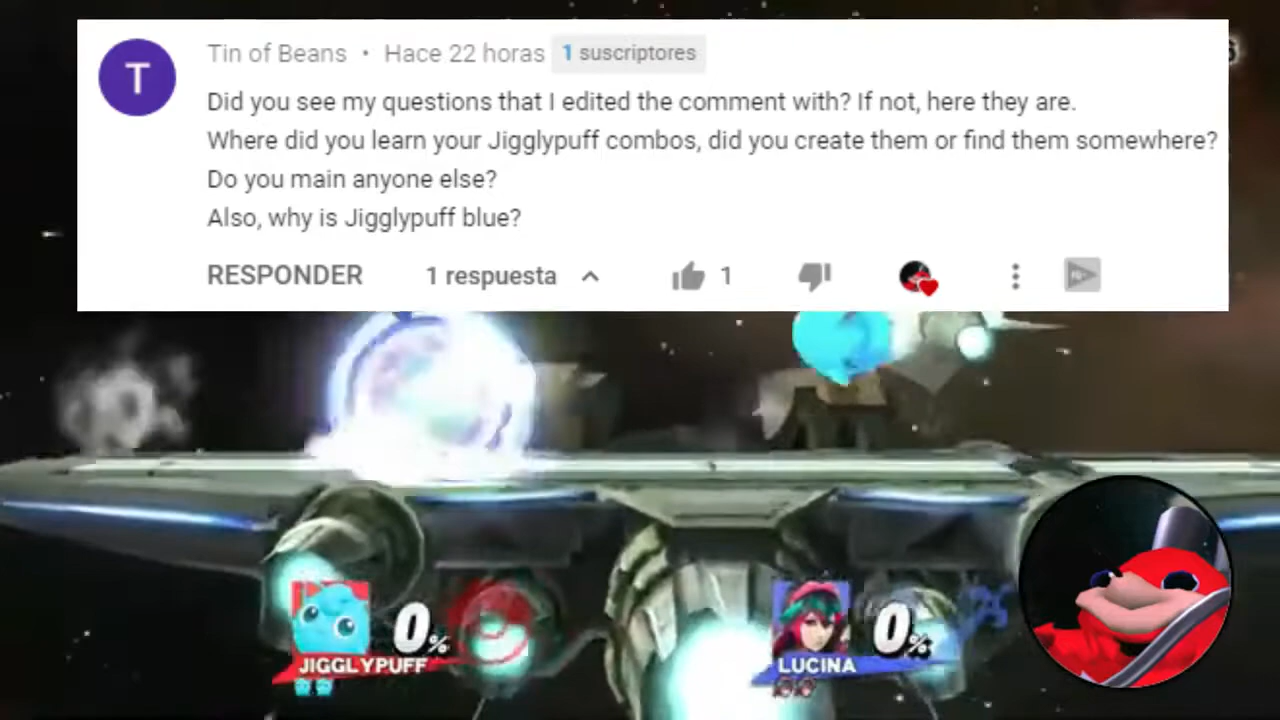 T
Tin of Beans • Hace 22 horas 1 suscriptores
Did you see my questions that I edited the comment with? If not, here they are.
Where did you learn your Jigglypuff combos, did you create them or find them somewhere?
Do you main anyone else?
Also, why is Jigglypuff blue?
RESPONDER 1 respuesta 1
0% 0%
JIGGLYPUFF LUCINA